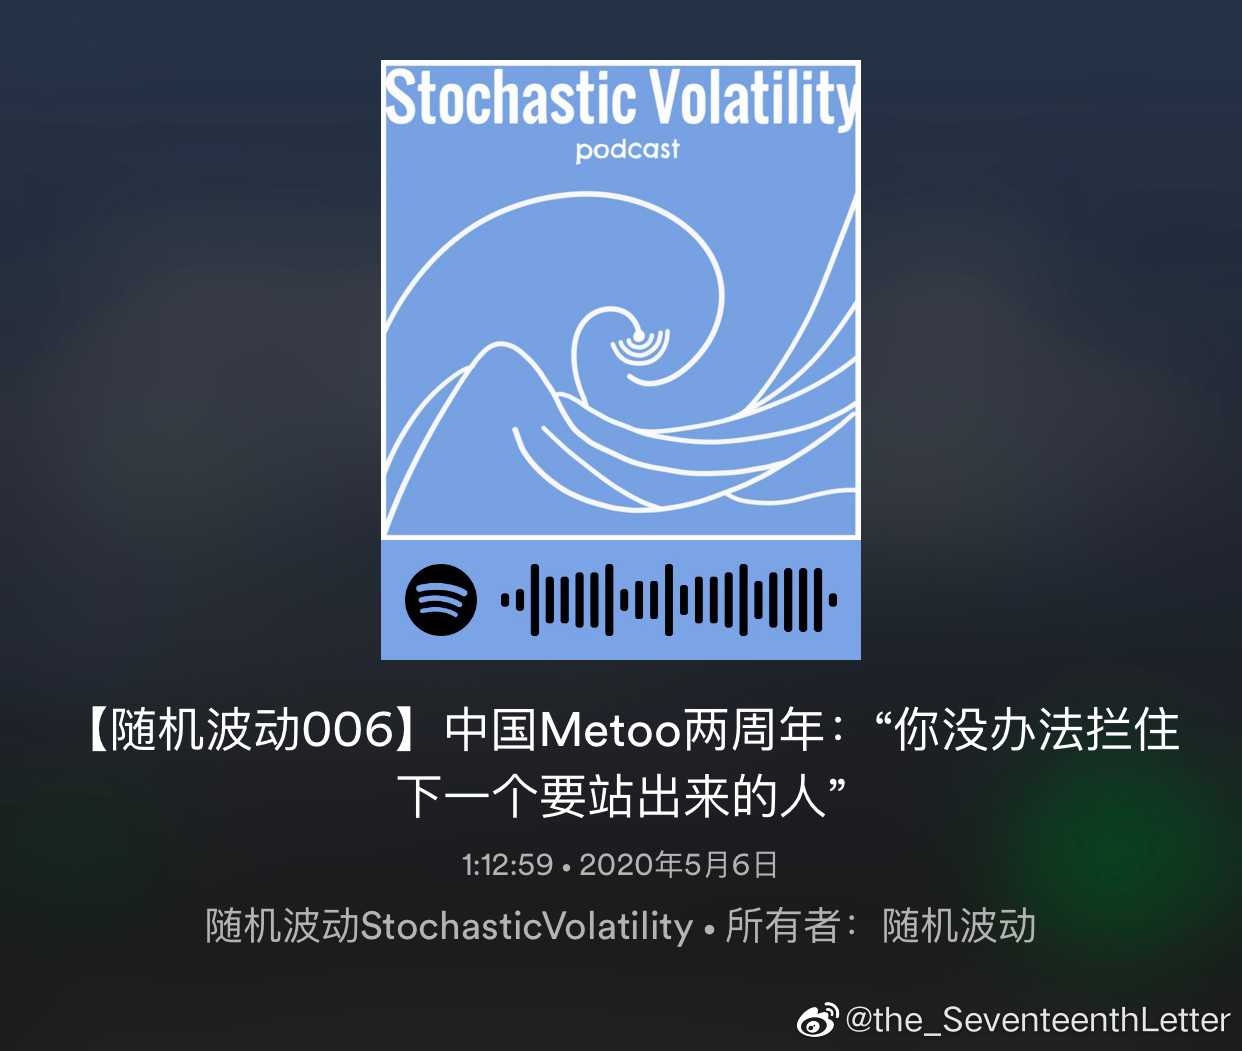 Stochastic Volatility
podcast
【随机波动006】中国Metoo两周年：“你没办法拦住
下一个要站出来的人”
1:12:59 • 2020年5月6日
随机波动StochasticVolatility • 所有者：随机波动
@the_SeventeenthLetter